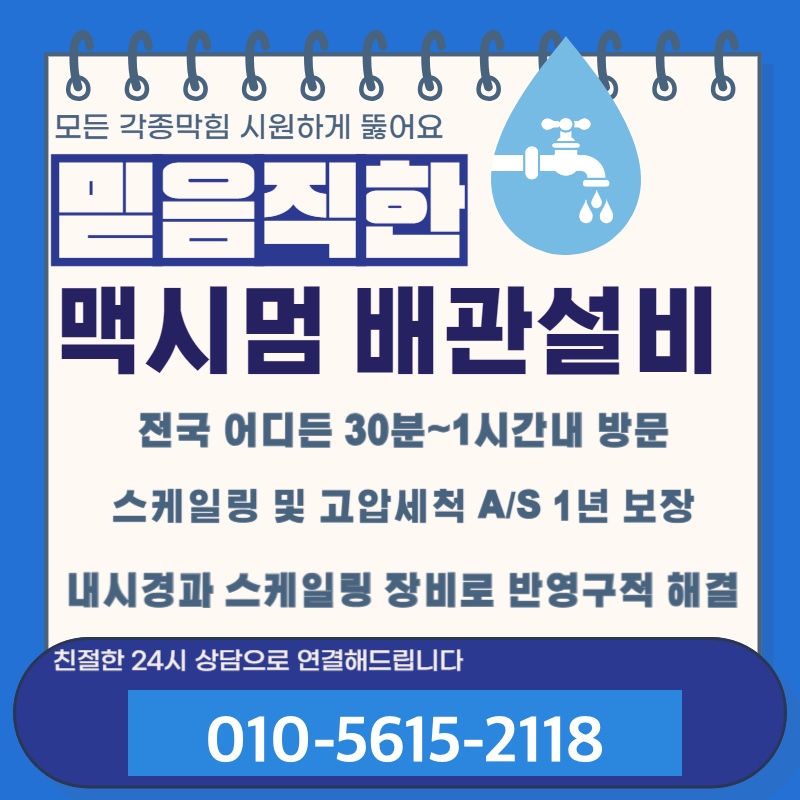 모든 각종막힘 시원하게 뚫어요
믿음직한
맥시멈 배관설비
전국 어디든 30분~1시간내 방문
스케일링 및 고압세척 A/S 1년 보장
내시경과 스케일링 장비로 반영구적 해결
친절한 24시 상담으로 연결해드립니다
010-5615-2118